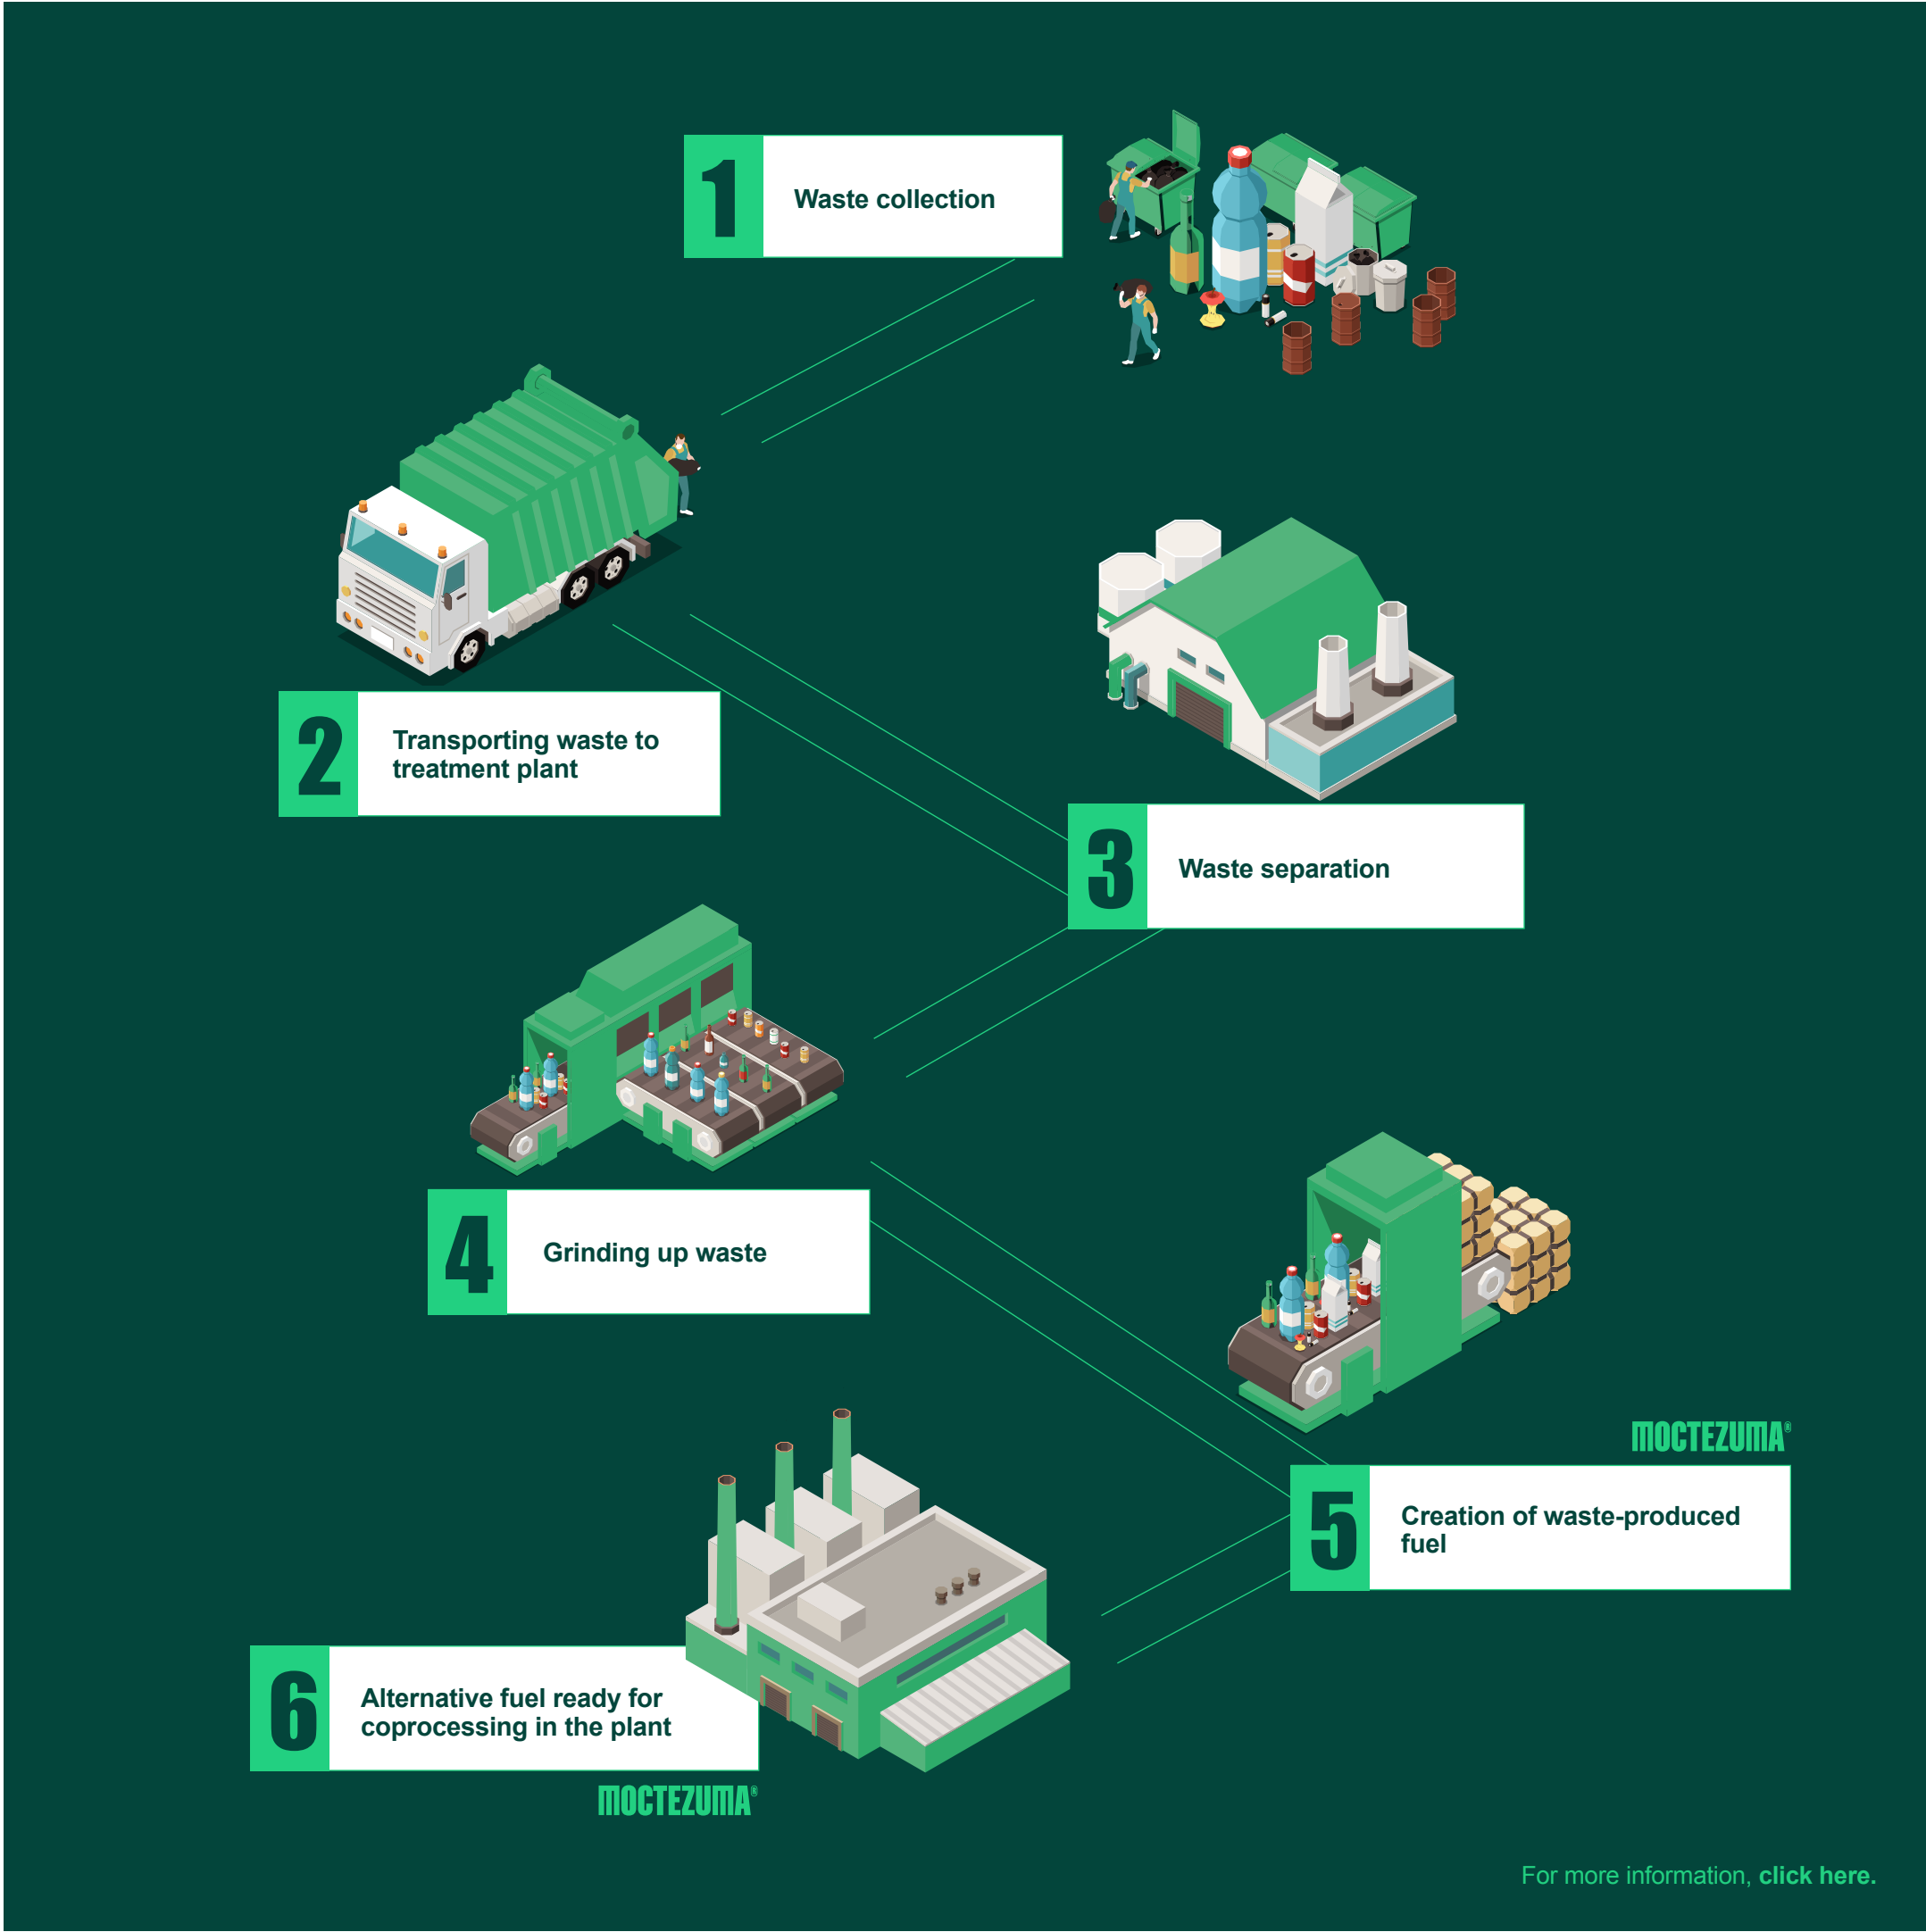 1
Waste collection
2
Transporting waste to
treatment plant
3
Waste separation
4
Grinding up waste
MOCTEZUMA®
5
Creation of waste-produced
fuel
6
Alternative fuel ready for
coprocessing in the plant
MOCTEZUMA®
For more information, click here.